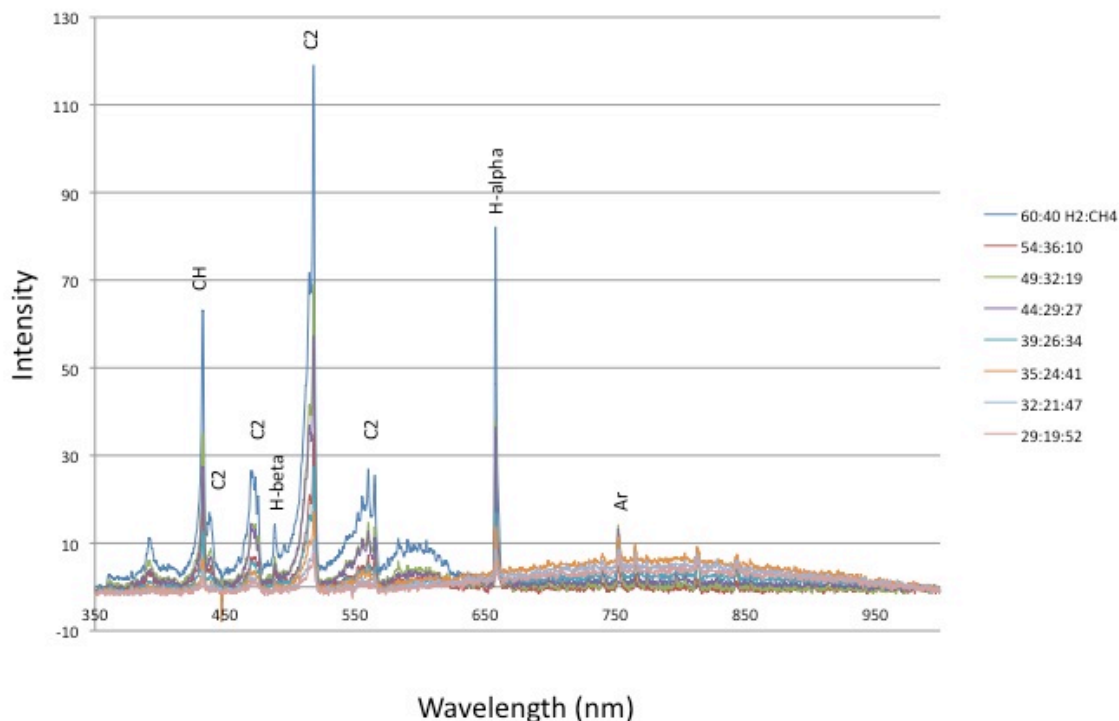 130
110
90
70
50
30
10
-10
Intensity
CH
C2
C2
H-beta
C2
C2
H-alpha
Ar
350
450
550
650
750
850
950
Wavelength (nm)
60:40 H2:CH4
54:36:10
49:32:19
44:29:27
39:26:34
35:24:41
32:21:47
29:19:52